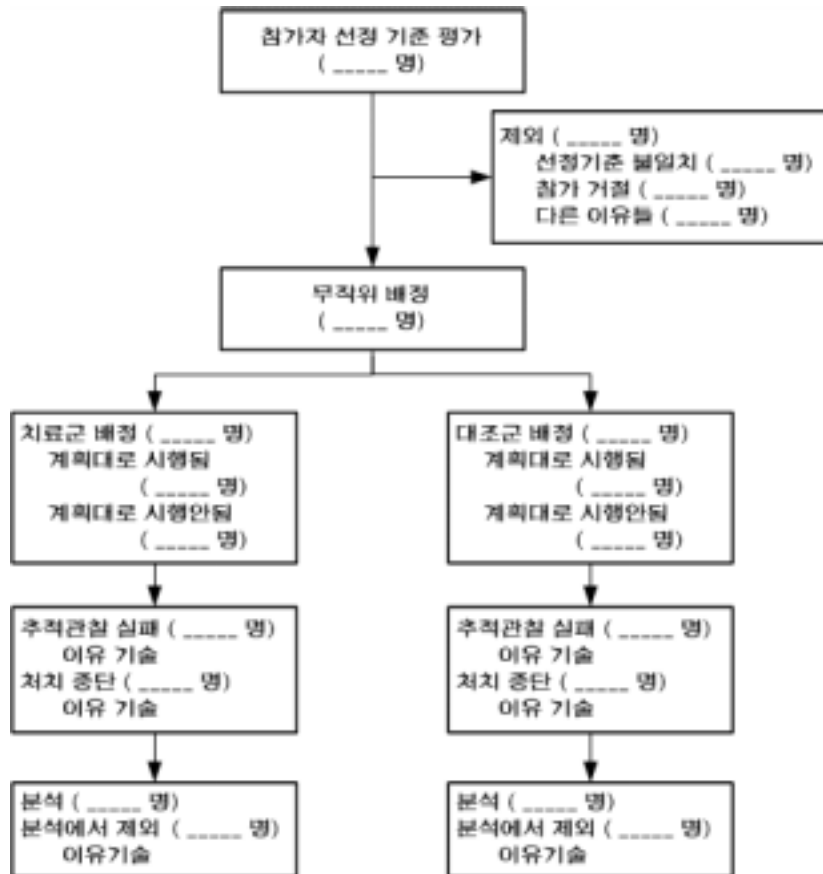 참가자 선정 기준 평가
( _____ 명)
제외 ( _____ 명)
선정기준 불일치 ( _____ 명)
참가 거절 ( _____ 명)
다른 이유들 ( _____ 명)
무작위 배정
( _____ 명)
치료군 배정 ( _____ 명)
계획대로 시행됨
( _____ 명)
계획대로 시행안됨
( _____ 명)
대조군 배정 ( _____ 명)
계획대로 시행됨
( _____ 명)
계획대로 시행안됨
( _____ 명)
추적관찰 실패 ( _____ 명)
이유 기술
처치 중단 ( _____ 명)
이유 기술
추적관찰 실패 ( _____ 명)
이유 기술
처치 중단 ( _____ 명)
이유 기술
분석 ( _____ 명)
분석에서 제외 ( _____ 명)
이유기술
분석 ( _____ 명)
분석에서 제외 ( _____ 명)
이유기술